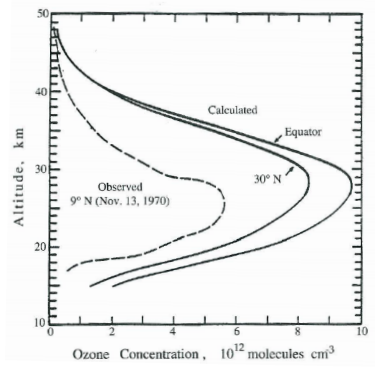 50
40
30
20
10
Altitude, km
Calculated
Equator
30° N
Observed
9° N (Nov. 13, 1970)
0 2 4 6 8 10
Ozone Concentration, 10¹² molecules cm³